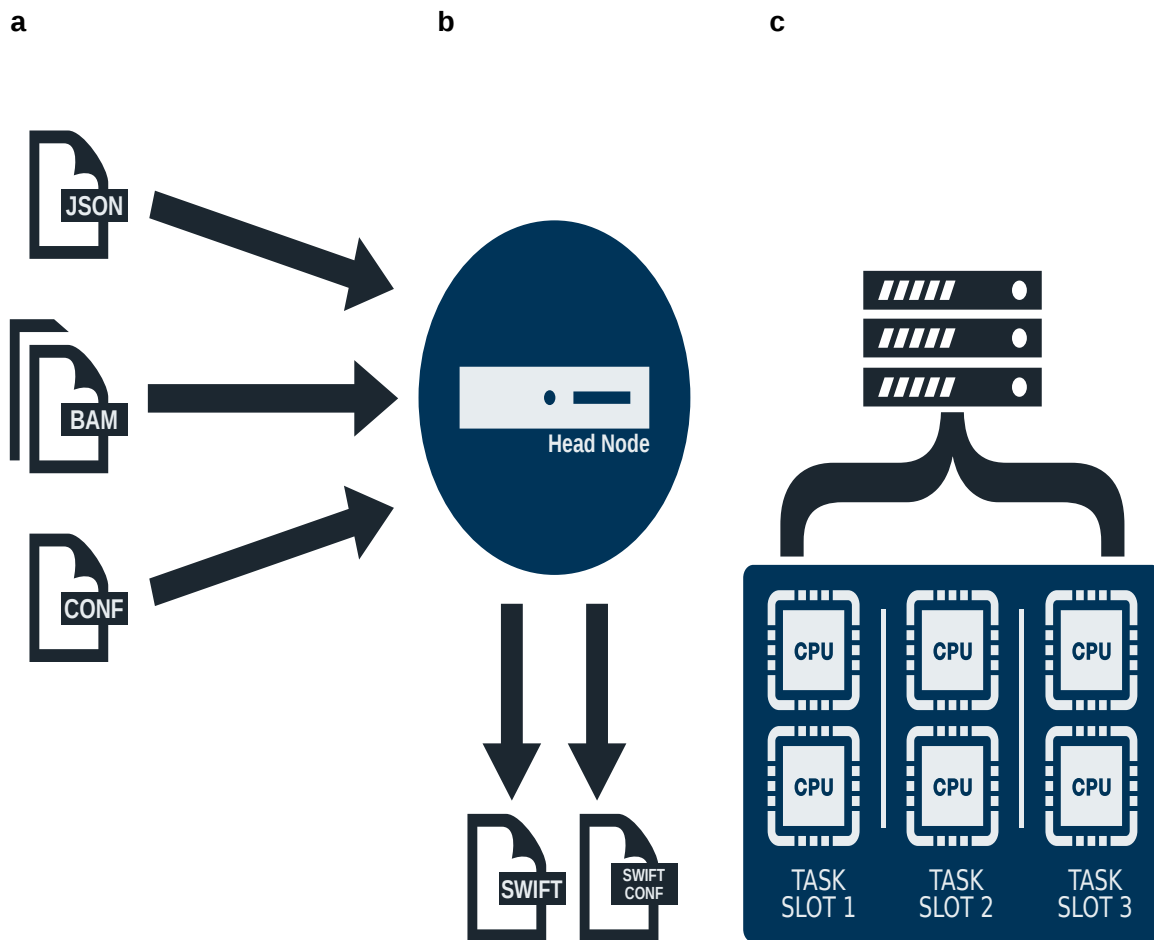 a
b
c
JSON
BAM
CONF
Head Node
SWIFT
SWIFT
CONF
CPU
CPU
CPU
CPU
CPU
CPU
TASK
SLOT 1
TASK
SLOT 2
TASK
SLOT 3